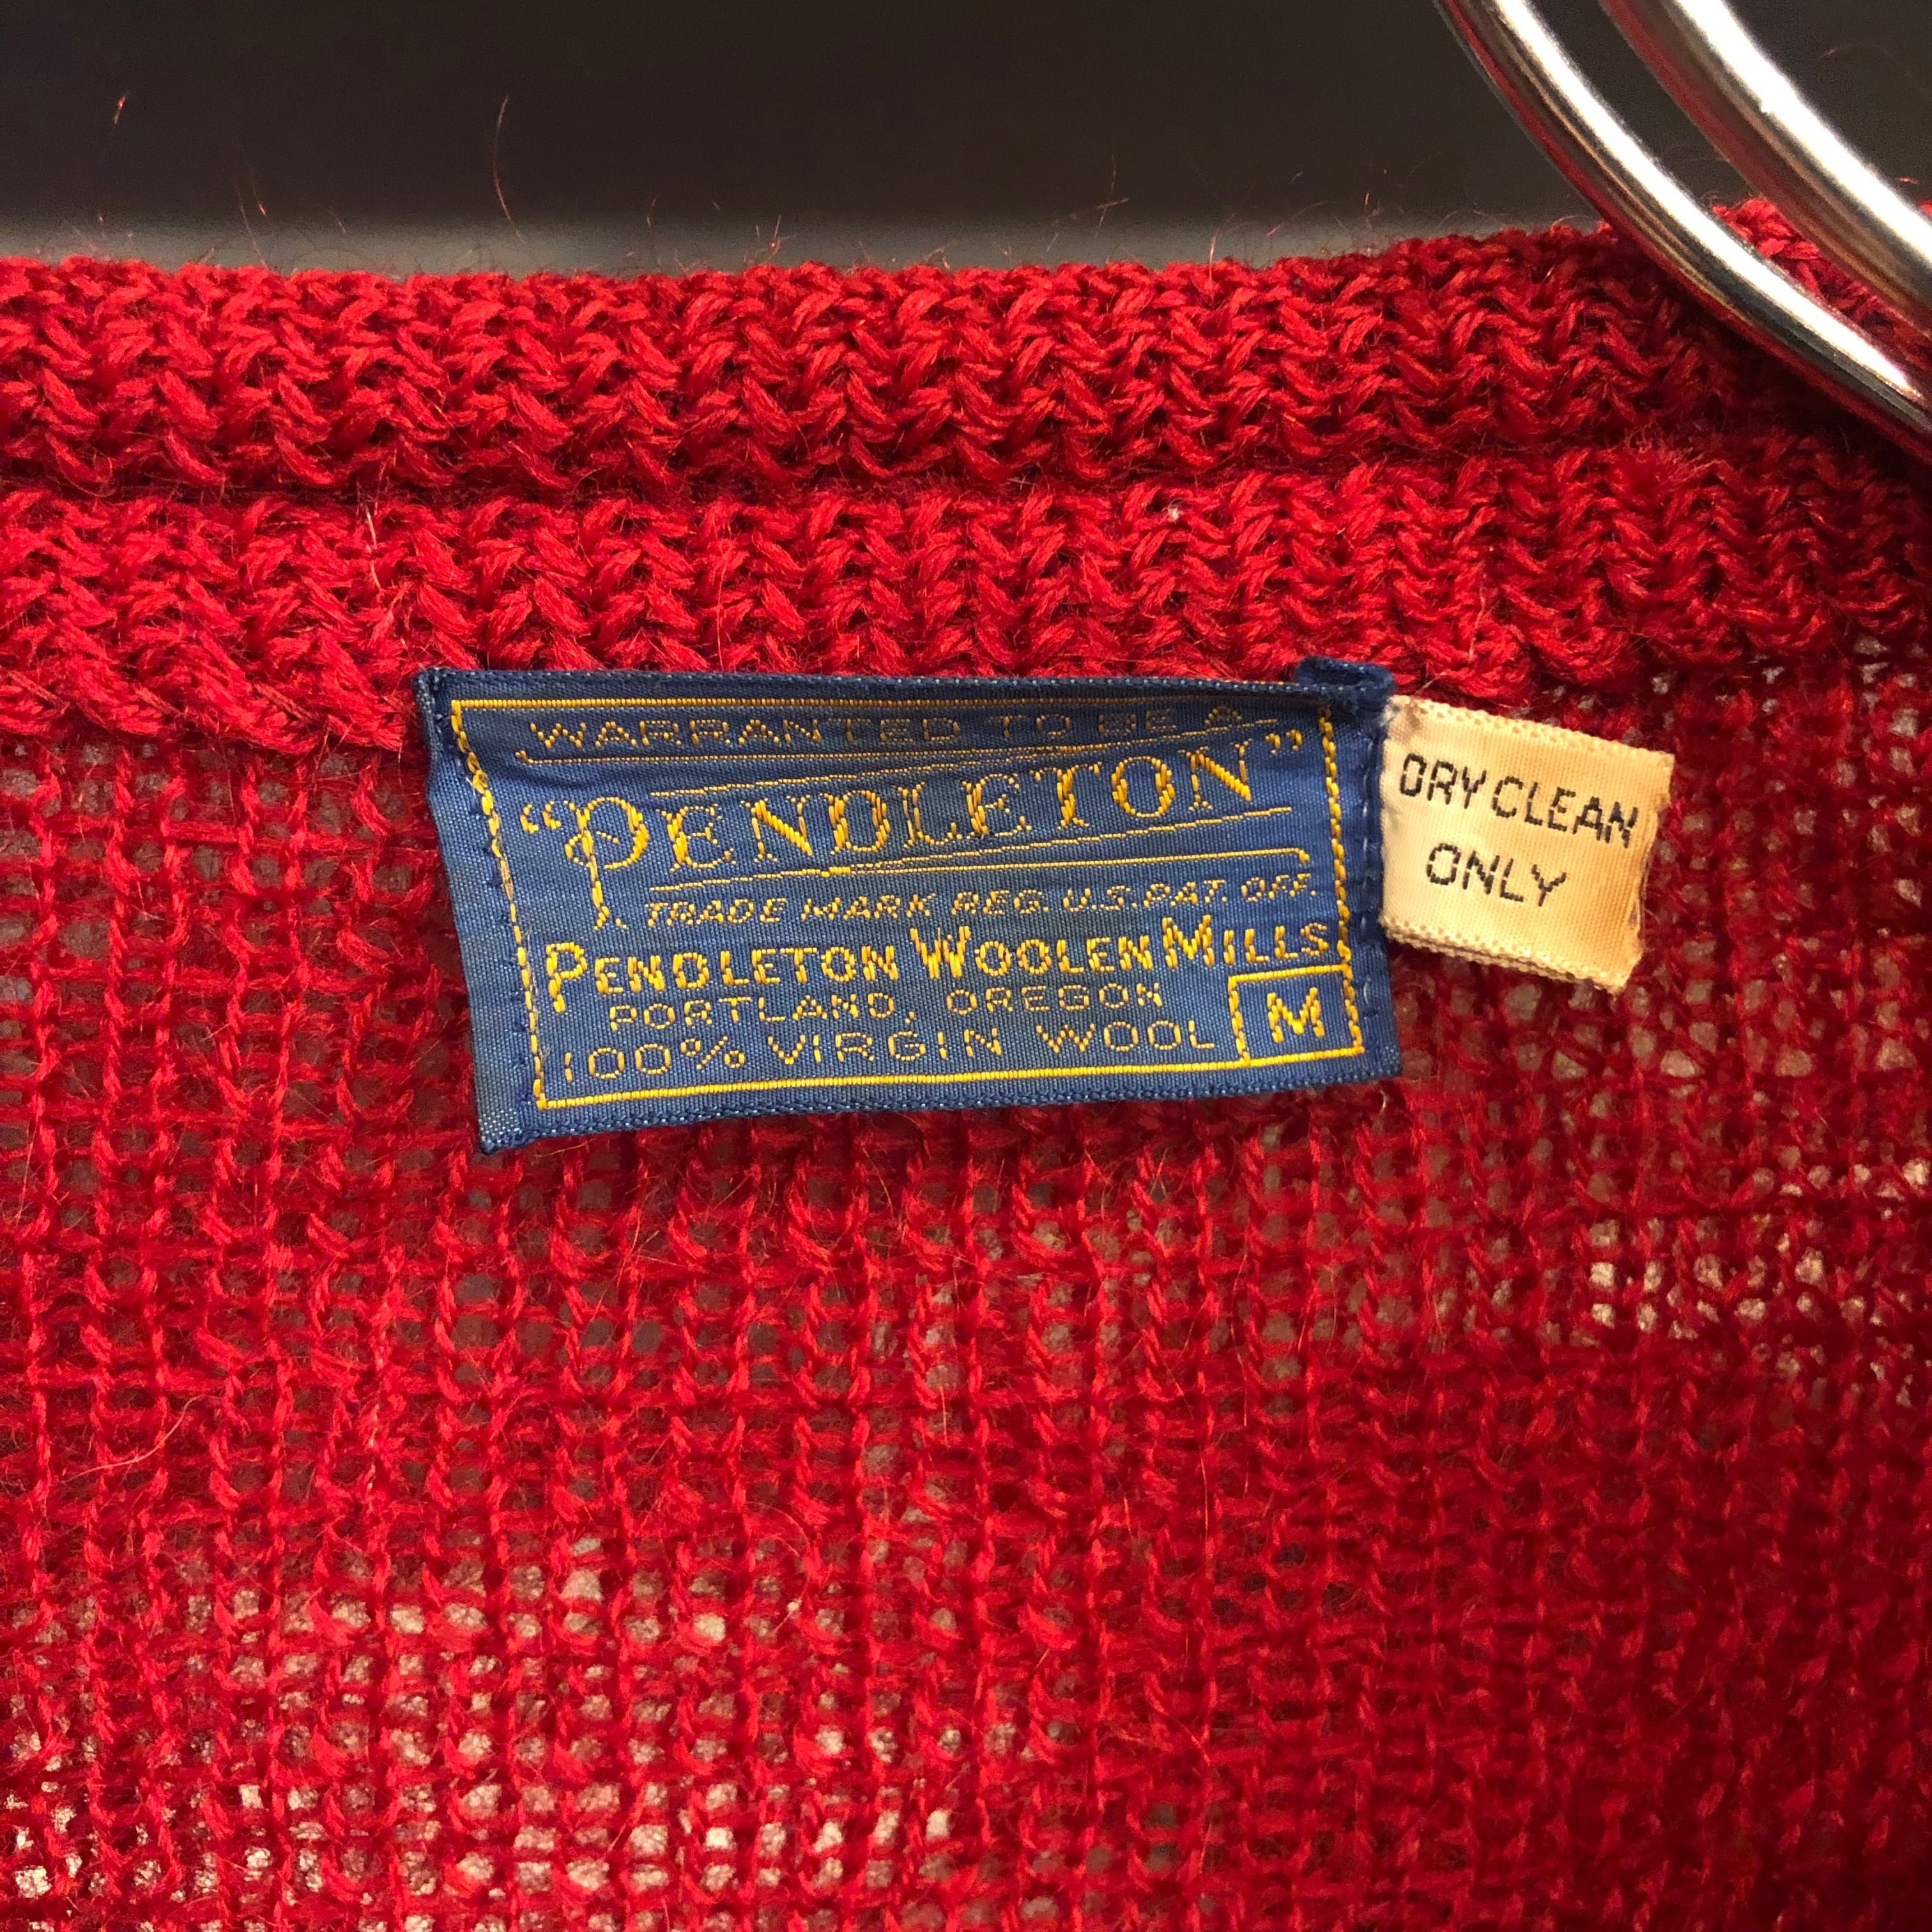 WARRANTED TO BE A
"PENDLETON"
TRADE MARK REG. U.S. PAT. OFF.
PENDLETON WOOLEN MILLS
PORTLAND, OREGON
100% VIRGIN WOOL
M
DRY CLEAN
ONLY